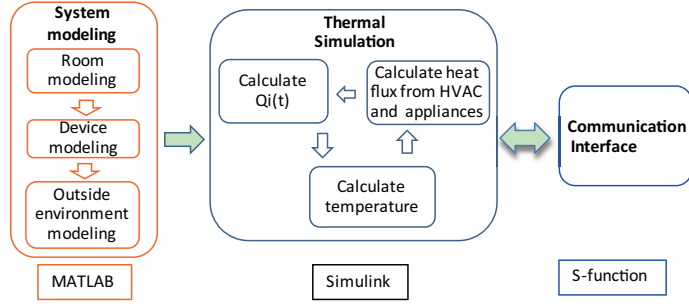 System
modeling
Room
modeling
Device
modeling
Outside
environment
modeling
MATLAB
Thermal
Simulation
Calculate
Qi(t)
Calculate heat
flux from HVAC
and appliances
Calculate
temperature
Simulink
Communication
Interface
S-function